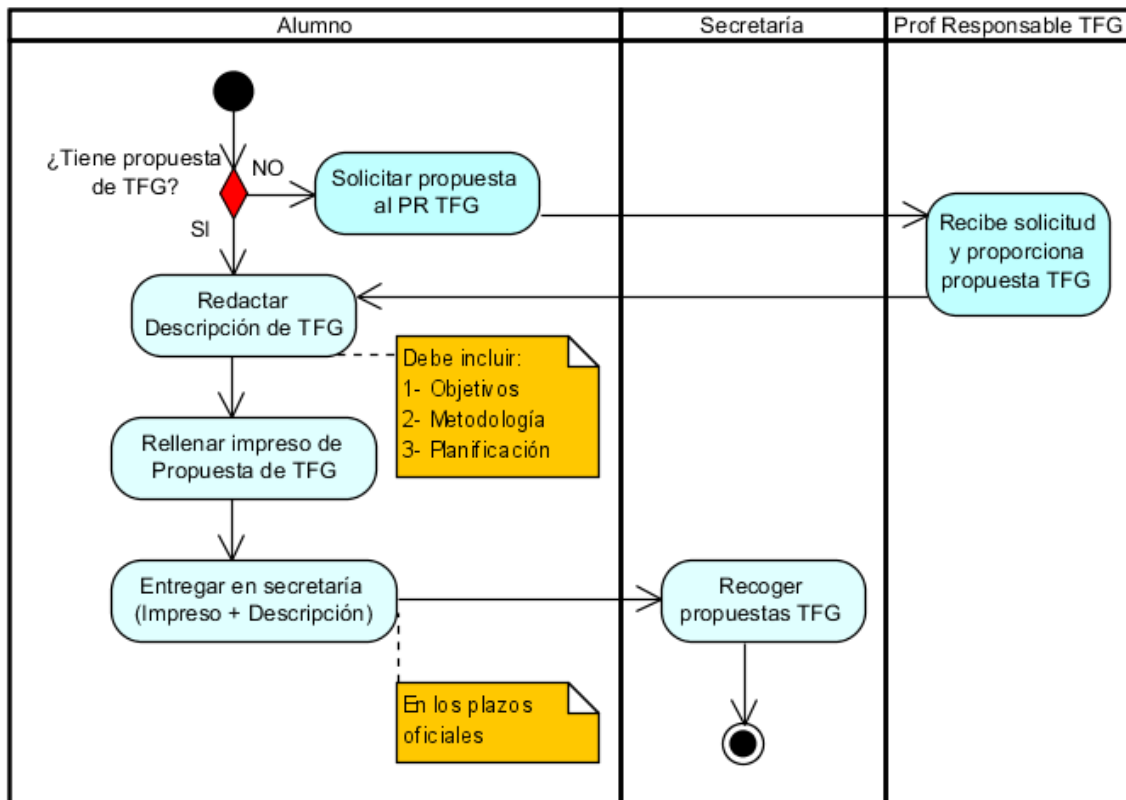 Alumno
Secretaría
Prof Responsable TFG
¿Tiene propuesta
de TFG?
NO
SI
Solicitar propuesta
al PR TFG
Recibe solicitud
y proporciona
propuesta TFG
Redactar
Descripción de TFG
Debe incluir:
1- Objetivos
2- Metodología
3- Planificación
Rellenar impreso de
Propuesta de TFG
Entregar en secretaría
(Impreso + Descripción)
Recoger
propuestas TFG
En los plazos
oficiales